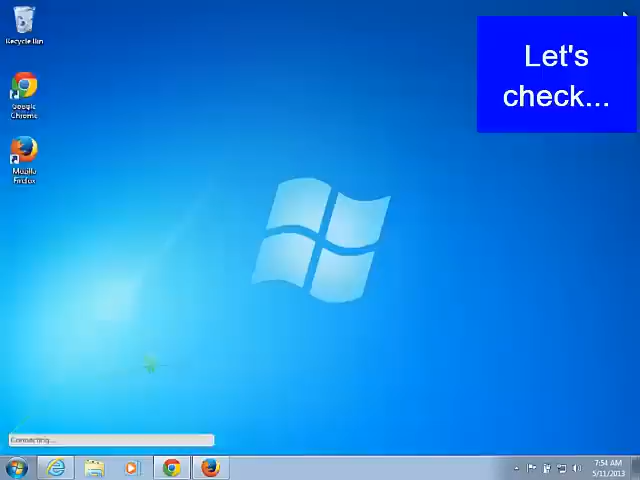 Let's
check...
Recycle Bin
Google
Chrome
Mozilla
Firefox
Connecting...
7:54 AM
5/11/2013